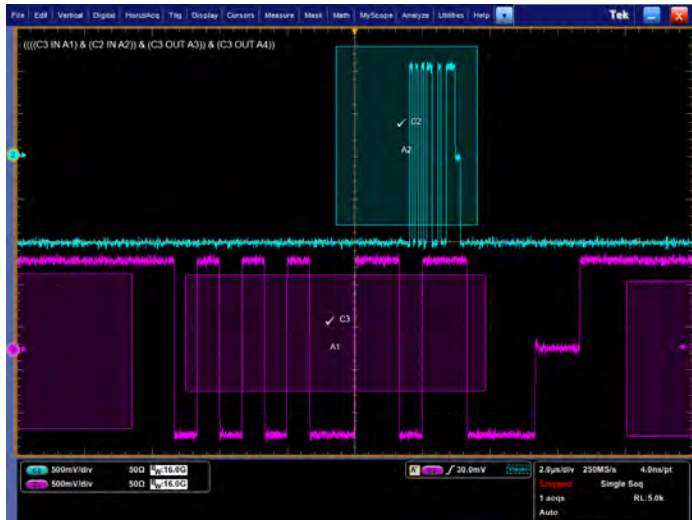 File Edit Vertical Digital Horiz/Acq Trig Display Cursors Measure Mask Math MyScope Analyze Utilities Help Tek
((((C3 IN A1) & (C2 IN A2)) & (C3 OUT A3)) & (C3 OUT A4))
C2
A2
C3
A1
C2 500mV/div 50Ω BW:16.0G
500mV/div 50Ω BW:16.0G
A' 30.0mV Visual
2.0µs/div 250MS/s 4.0ns/pt
Stopped Single Seq
1 acqs RL:5.0k
Auto